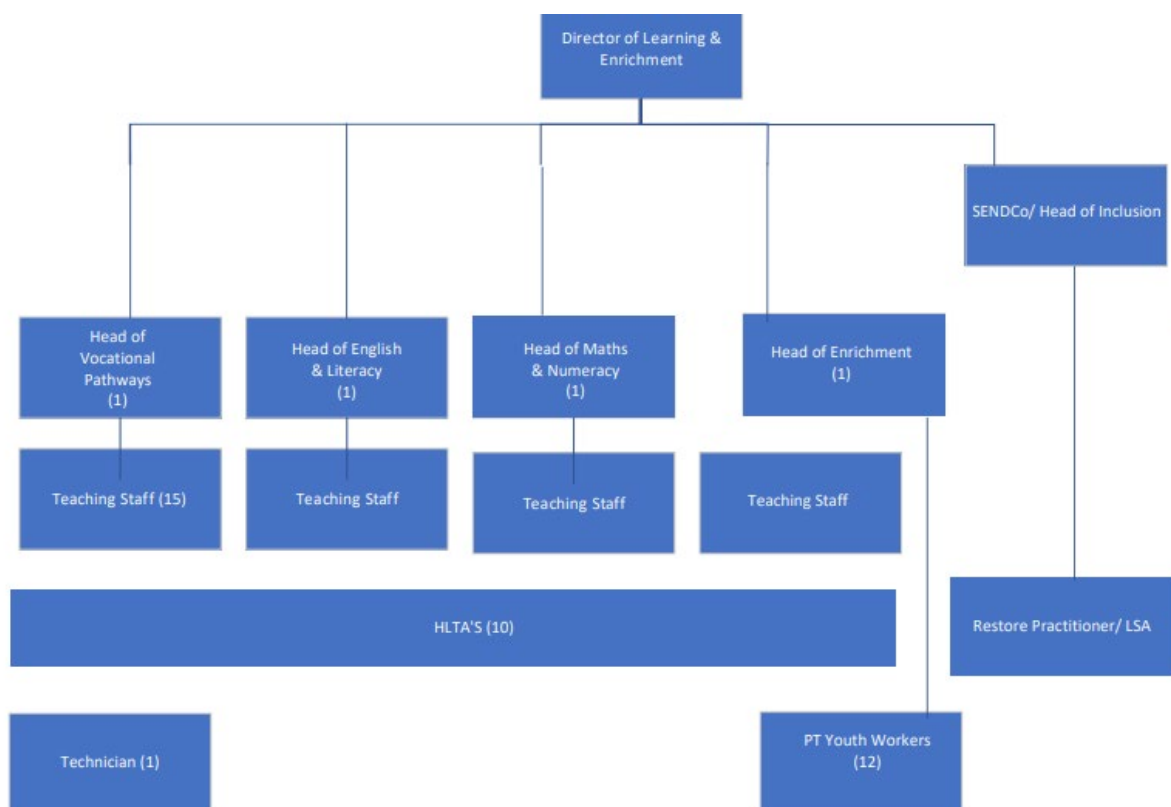 Director of Learning &
Enrichment
SENDCo/ Head of Inclusion
Head of
Vocational
Pathways
(1)
Head of English
& Literacy
(1)
Head of Maths
& Numeracy
(1)
Head of Enrichment
(1)
Teaching Staff (15)
Teaching Staff
Teaching Staff
Teaching Staff
HLTA'S (10)
Restore Practitioner/ LSA
Technician (1)
PT Youth Workers
(12)